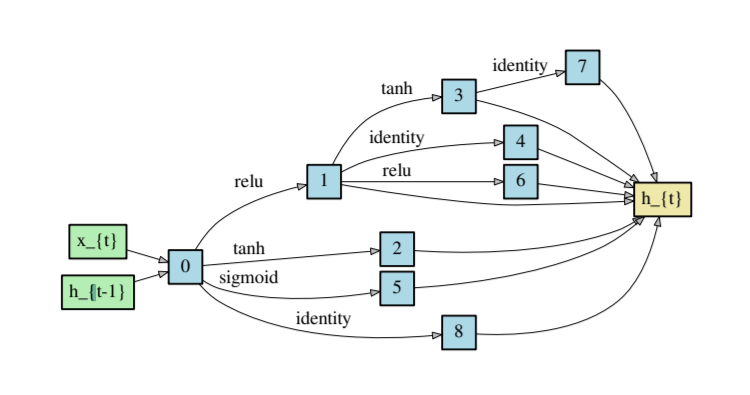 identity
7
tanh
3
identity
4
relu
6
relu
1
h_{t}
x_{t}
tanh
2
0
sigmoid
5
h_{t-1}
identity
8